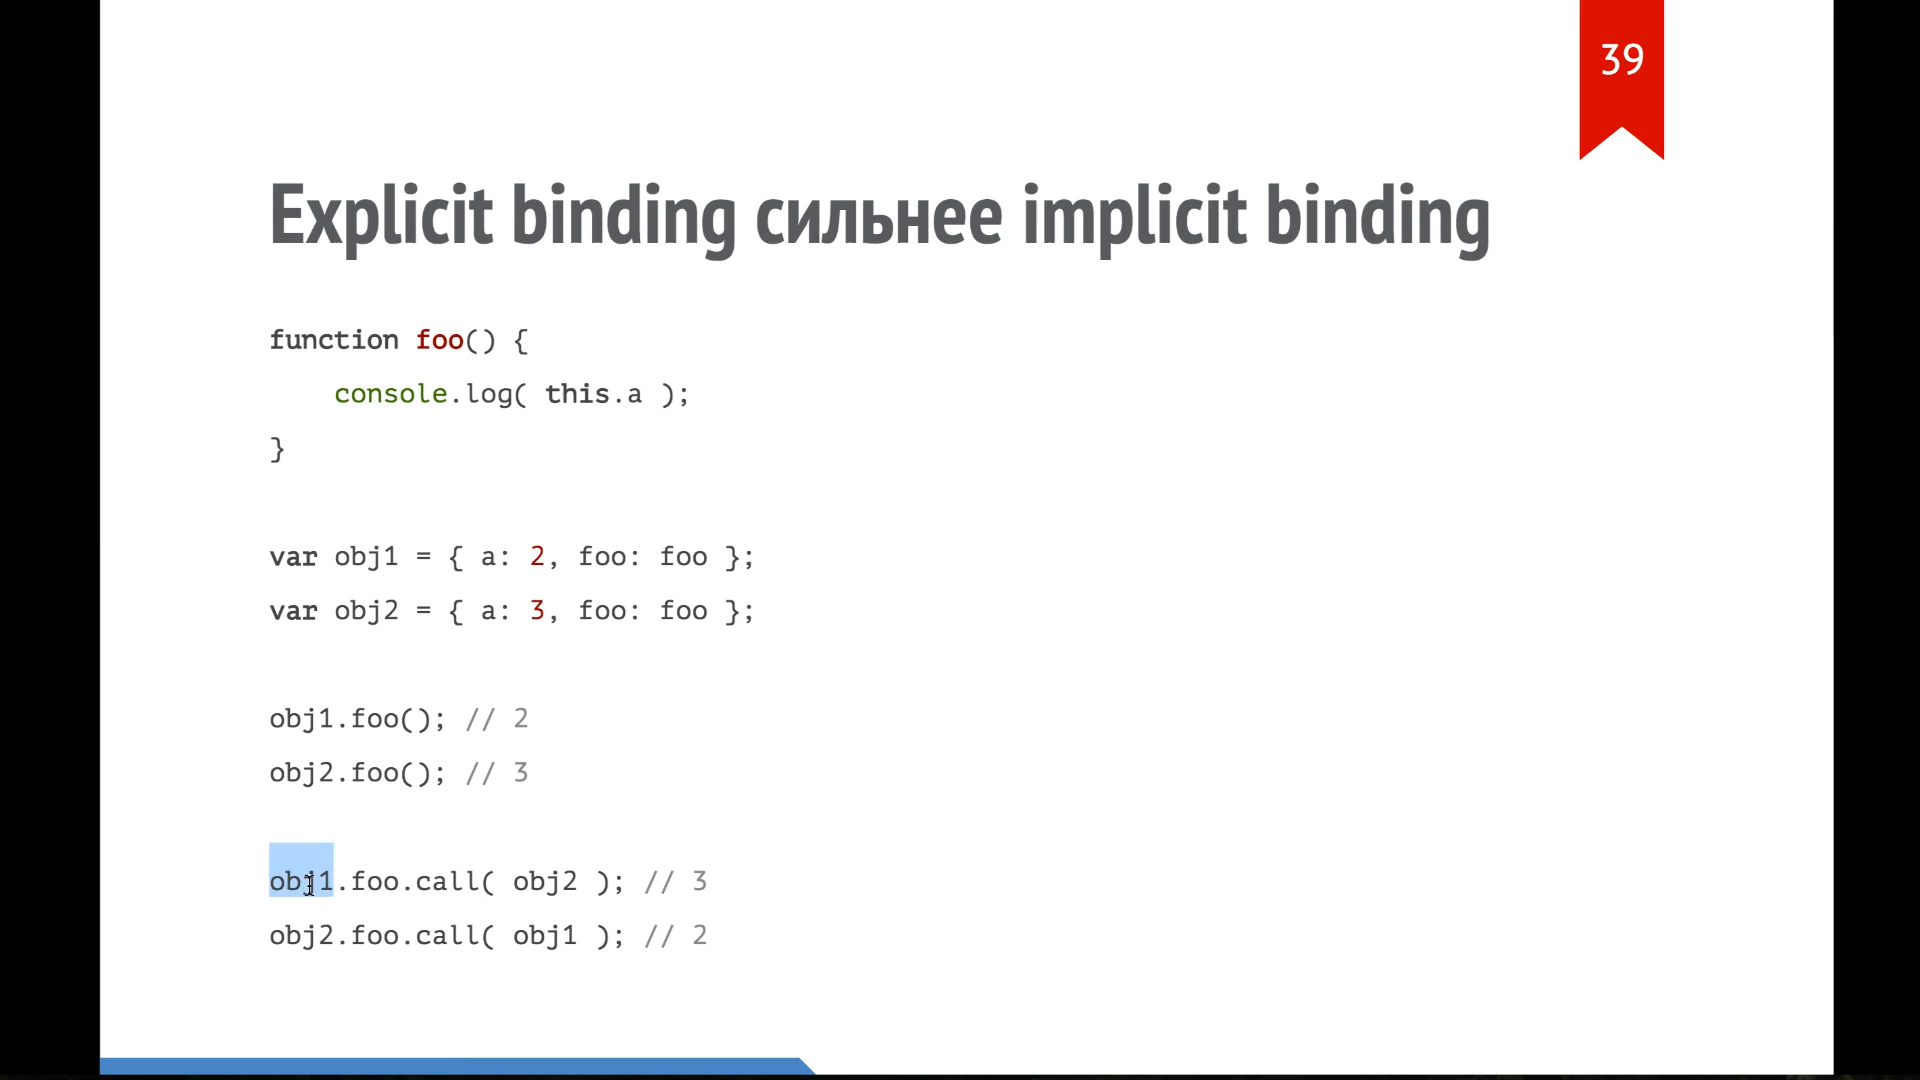 39
Explicit binding сильнее implicit binding
function foo() {
    console.log( this.a );
}
var obj1 = { a: 2, foo: foo };
var obj2 = { a: 3, foo: foo };
obj1.foo(); // 2
obj2.foo(); // 3
obj1.foo.call( obj2 ); // 3
obj2.foo.call( obj1 ); // 2